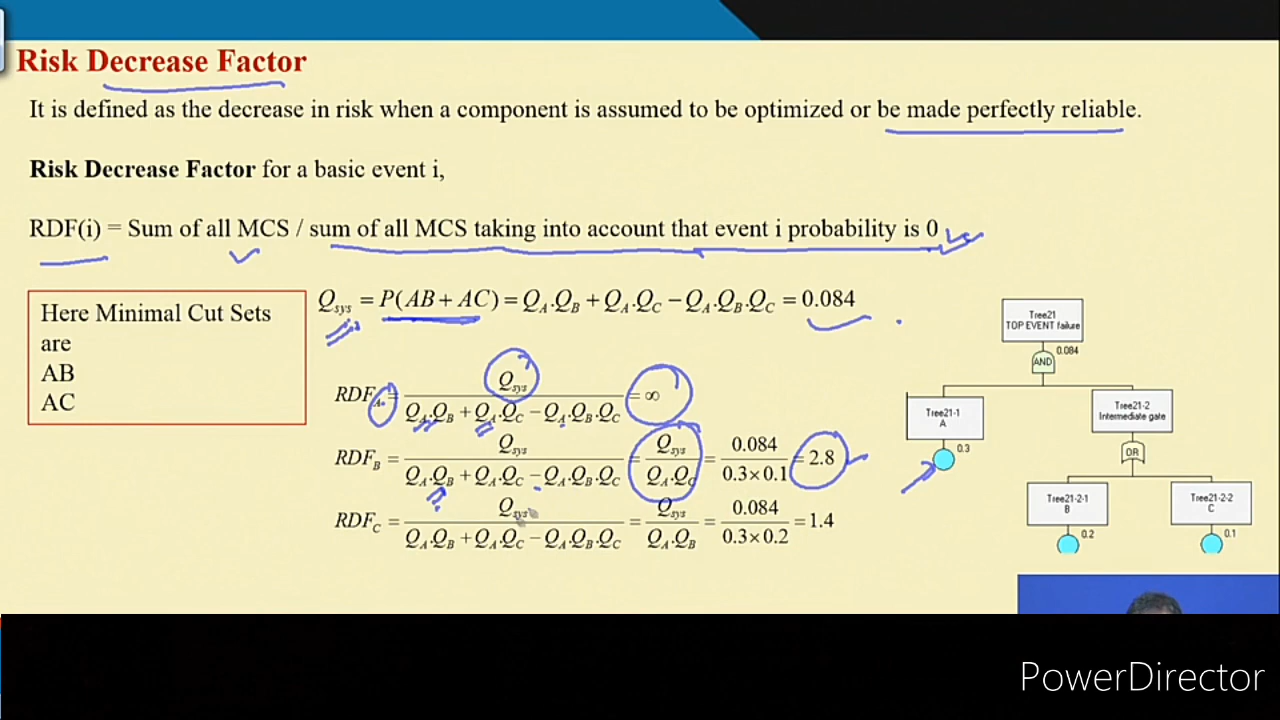 Risk Decrease Factor
It is defined as the decrease in risk when a component is assumed to be optimized or be made perfectly reliable.
Risk Decrease Factor for a basic event i,
RDF(i) = Sum of all MCS / sum of all MCS taking into account that event i probability is 0
Here Minimal Cut Sets
are
AB
AC
Q_sys = P(AB + AC) = Q_A.Q_B + Q_A.Q_C − Q_A.Q_B.Q_C = 0.084
RDF_A = Q_sys / (Q_A.Q_B + Q_A.Q_C − Q_A.Q_B.Q_C) = ∞
RDF_B = Q_sys / (Q_A.Q_B + Q_A.Q_C − Q_A.Q_B.Q_C) = Q_sys / (Q_A.Q_C) = 0.084 / (0.3×0.1) = 2.8
RDF_C = Q_sys / (Q_A.Q_B + Q_A.Q_C − Q_A.Q_B.Q_C) = Q_sys / (Q_A.Q_B) = 0.084 / (0.3×0.2) = 1.4
Tree21
TOP EVENT failure
0.084
AND
Tree21-1
A
0.3
Tree21-2
Intermediate gate
OR
Tree21-2-1
B
0.2
Tree21-2-2
C
0.1
PowerDirector